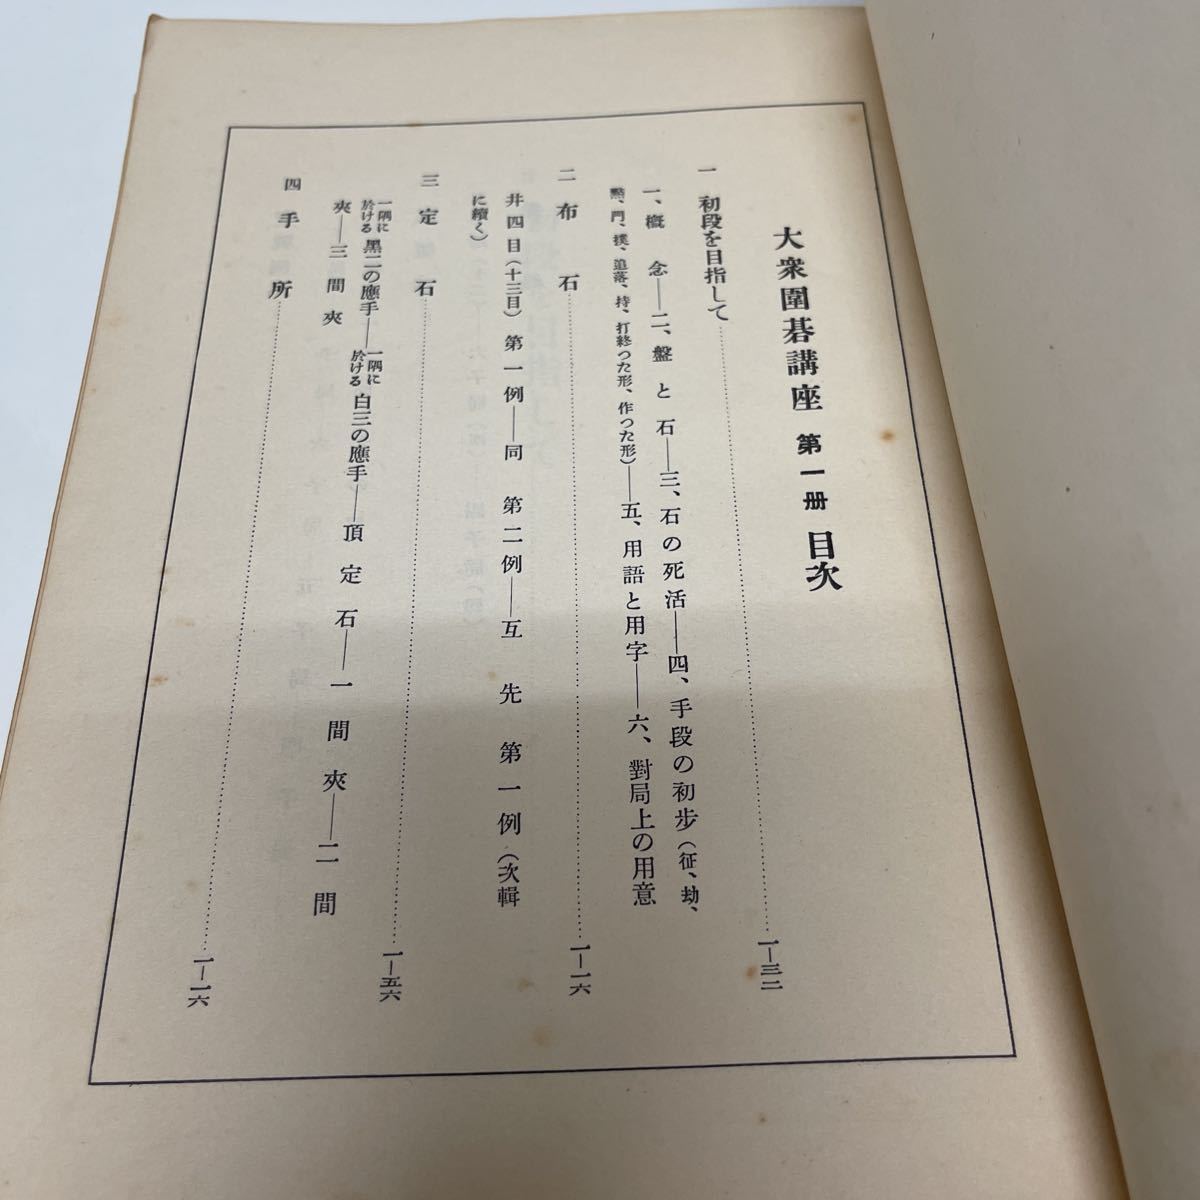 大衆圍碁講座 第一册 目次
一 初段を目指して……一—三二
一、概 念——二、盤 と 石——三、石の死活——四、手段の初歩(征、劫、
點、門、撲、追落、持、打終つた形、作つた形)——五、用語と用字——六、對局上の用意
二 布 石……一—一六
井四目(十三目) 第一例——同 第二例——互 先 第一例(次輯
に續く)
三 定 石……一—五六
一隅に於ける黑二の應手——一隅に於ける白三の應手——頂 定 石——一 間 夾——二 間
夾——三 間 夾
四 手 所……一—一六